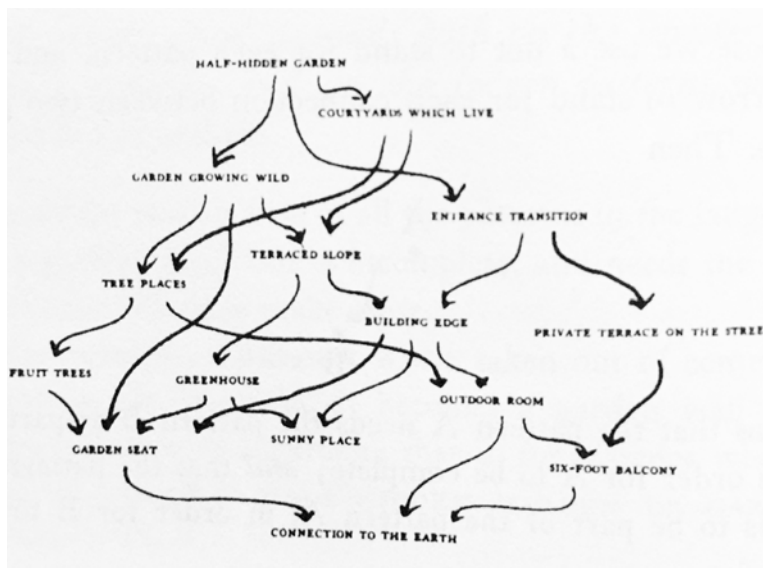 HALF-HIDDEN GARDEN
COURTYARDS WHICH LIVE
GARDEN GROWING WILD
ENTRANCE TRANSITION
TERRACED SLOPE
TREE PLACES
BUILDING EDGE
PRIVATE TERRACE ON THE STREE
FRUIT TREES
GREENHOUSE
OUTDOOR ROOM
GARDEN SEAT
SUNNY PLACE
SIX-FOOT BALCONY
CONNECTION TO THE EARTH